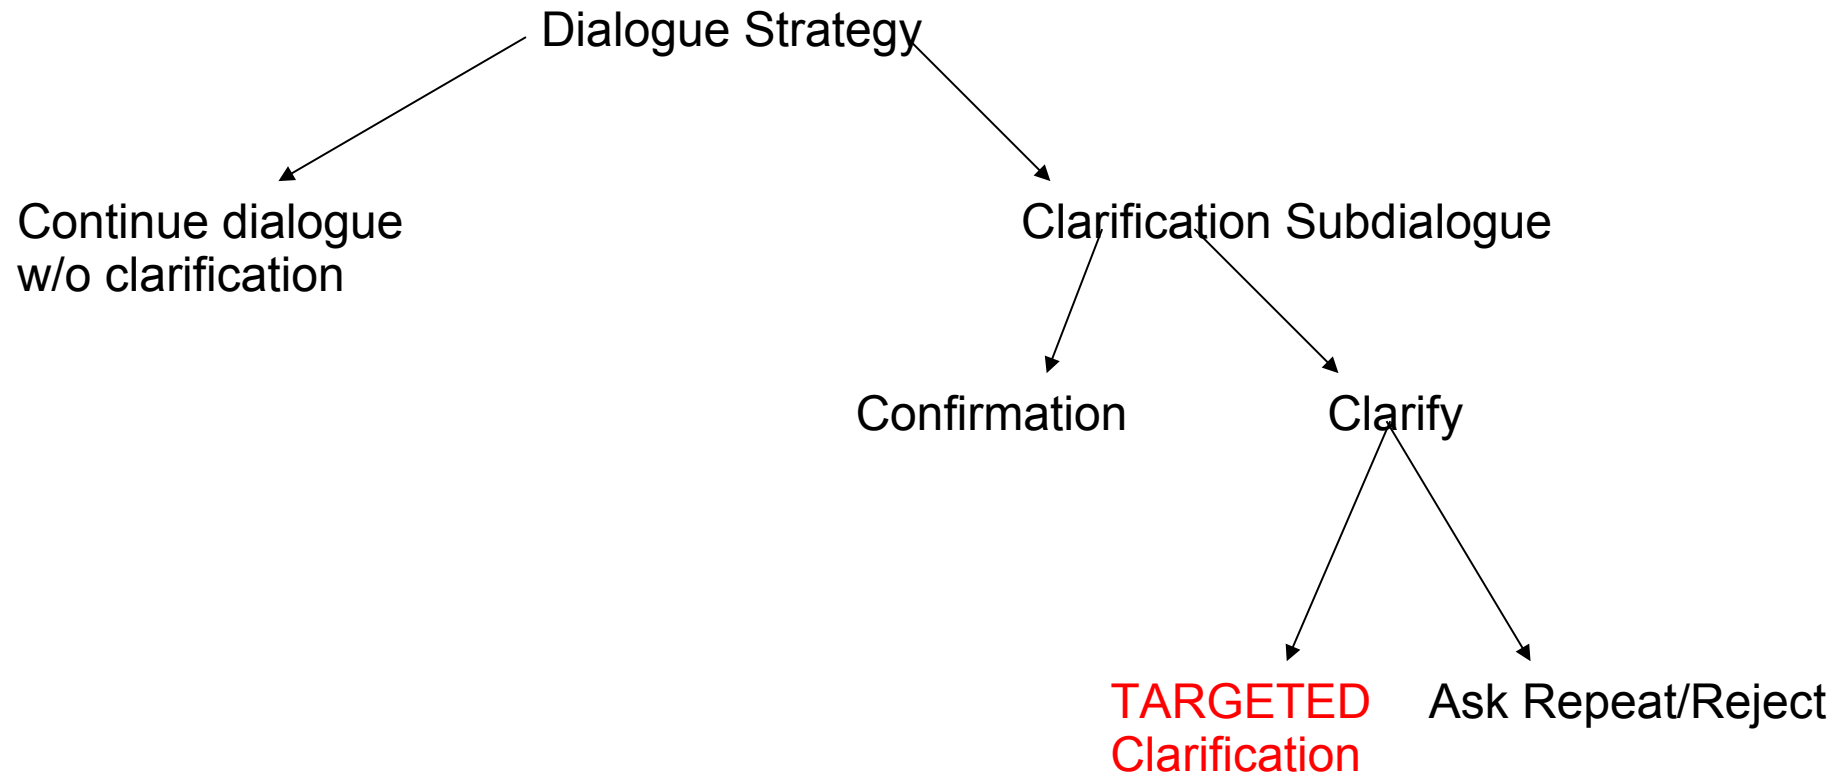 Dialogue Strategy
Continue dialogue
w/o clarification
Clarification Subdialogue
Confirmation
Clarify
TARGETED
Clarification
Ask Repeat/Reject